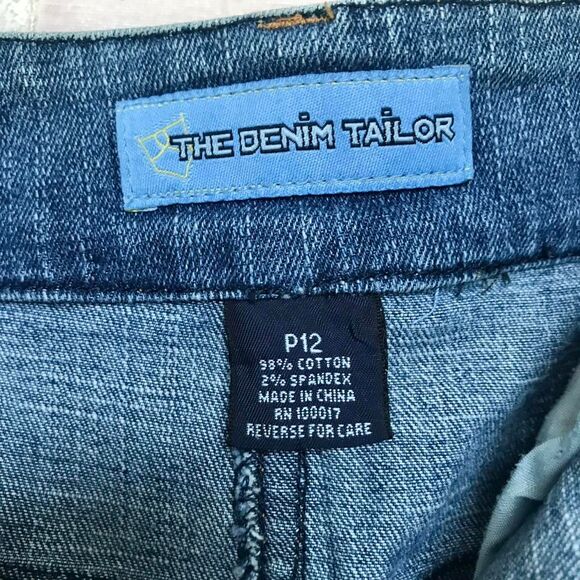 THE DENIM TAILOR
P12
98% COTTON
2% SPANDEX
MADE IN CHINA
RN 100017
REVERSE FOR CARE